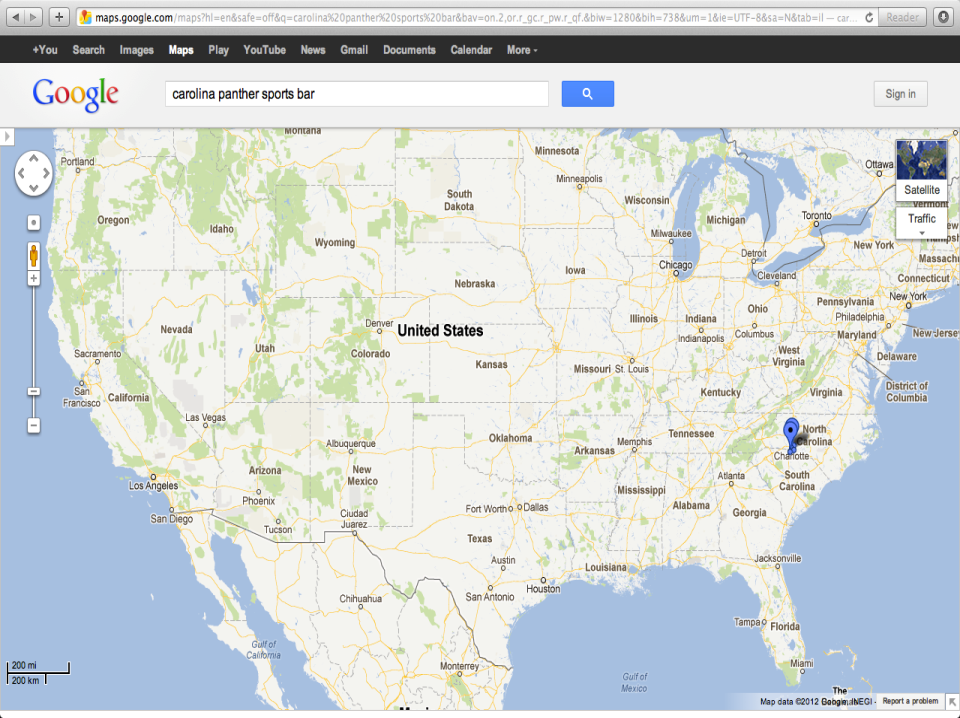 maps.google.com/maps?hl=en&safe=off&q=carolina%20panther%20sports%20bar&bav=on.2,or.r_gc.r_pw.r_qf.&biw=1280&bih=738&um=1&ie=UTF-8&sa=N&tab=il — car...
Reader
+You Search Images Maps Play YouTube News Gmail Documents Calendar More
Google
carolina panther sports bar
Sign in
Montana
Minnesota
Portland
Ottawa
Minneapolis
Satellite
South
Dakota
Wisconsin
Vermont
Oregon
Idaho
Michigan
Toronto
Traffic
Milwaukee
Wyoming
New York
Detroit
Massachu
Chicago
Iowa
Cleveland
Connecticut
Nebraska
New York
Pennsylvania
Ohio
Illinois
Indiana
Philadelphia
Denver
United States
Nevada
Columbus
New Jersey
Indianapolis
Maryland
Utah
Colorado
Sacramento
West
Virginia
Delaware
Kansas
Missouri
St. Louis
San
Francisco
California
Kentucky
Virginia
District of
Columbia
Las Vegas
North
Carolina
Tennessee
Oklahoma
Memphis
Albuquerque
Arkansas
Charlotte
Arizona
New
Mexico
Atlanta
South
Carolina
Los Angeles
Mississippi
Phoenix
Alabama
Georgia
Fort Worth
Dallas
San Diego
Ciudad
Juarez
Tucson
Texas
Jacksonville
Austin
Louisiana
Houston
San Antonio
Chihuahua
Tampa
Florida
Gulf of
California
Monterrey
Miami
200 mi
200 km
Gulf of
Mexico
The
Map data ©2012 Google, INEGI -
Report a problem